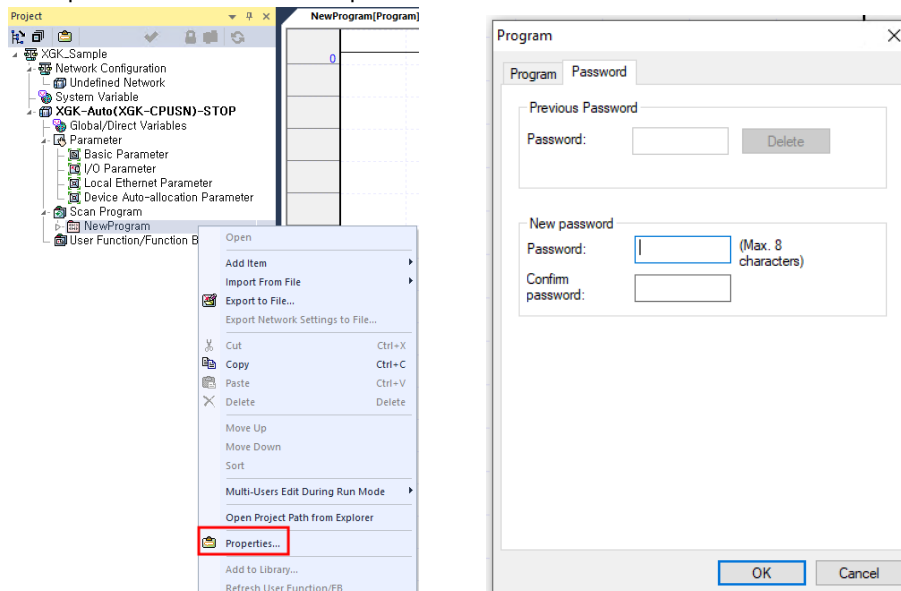 Project
NewProgram[Program]
XGK_Sample
Network Configuration
Undefined Network
System Variable
XGK-Auto(XGK-CPUSN)-STOP
Global/Direct Variables
Parameter
Basic Parameter
I/O Parameter
Local Ethernet Parameter
Device Auto-allocation Parameter
Scan Program
NewProgram
User Function/Function B
0
Open
Add Item
Import From File
Export to File...
Export Network Settings to File...
Cut Ctrl+X
Copy Ctrl+C
Paste Ctrl+V
Delete Delete
Move Up
Move Down
Sort
Multi-Users Edit During Run Mode
Open Project Path from Explorer
Properties...
Add to Library...
Refresh User Function/FB
Program
Program Password
Previous Password
Password: Delete
New password
Password: (Max. 8
characters)
Confirm
password:
OK Cancel